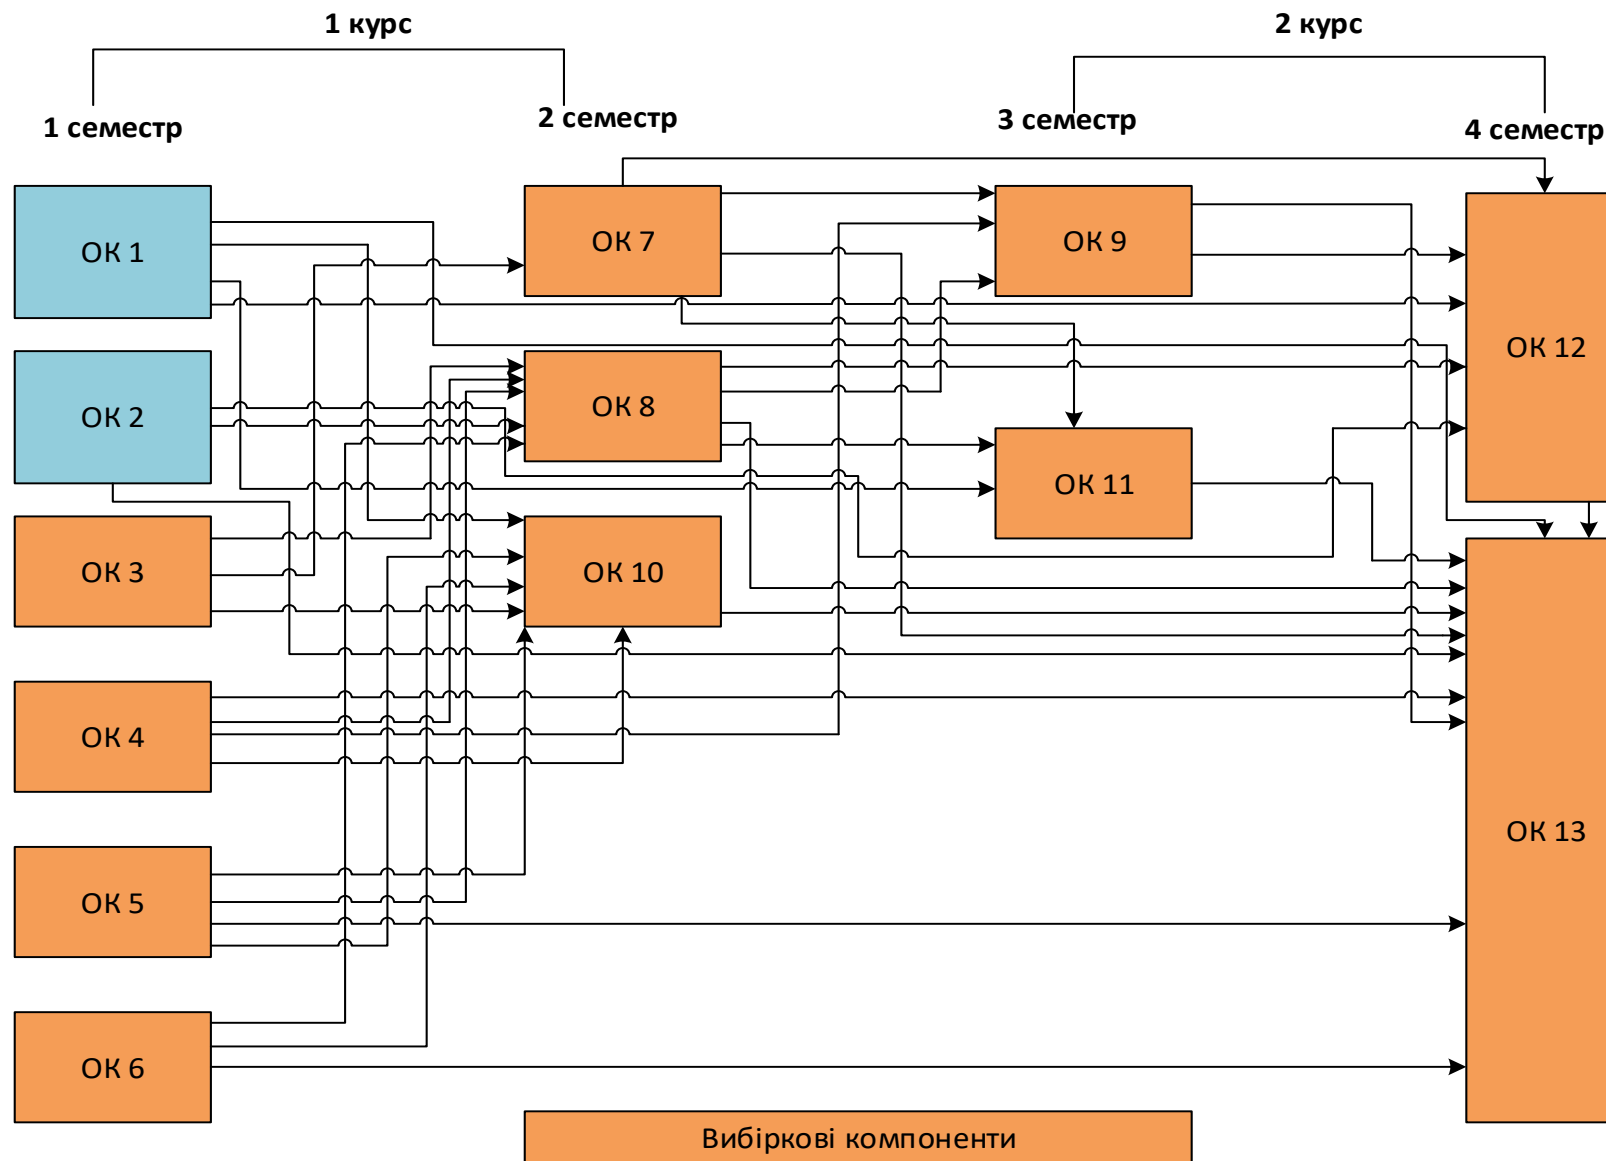 1 курс
2 курс
1 семестр
2 семестр
3 семестр
4 семестр
ОК 1
ОК 7
ОК 9
ОК 12
ОК 2
ОК 8
ОК 11
ОК 3
ОК 10
ОК 4
ОК 13
ОК 5
ОК 6
Вибіркові компоненти